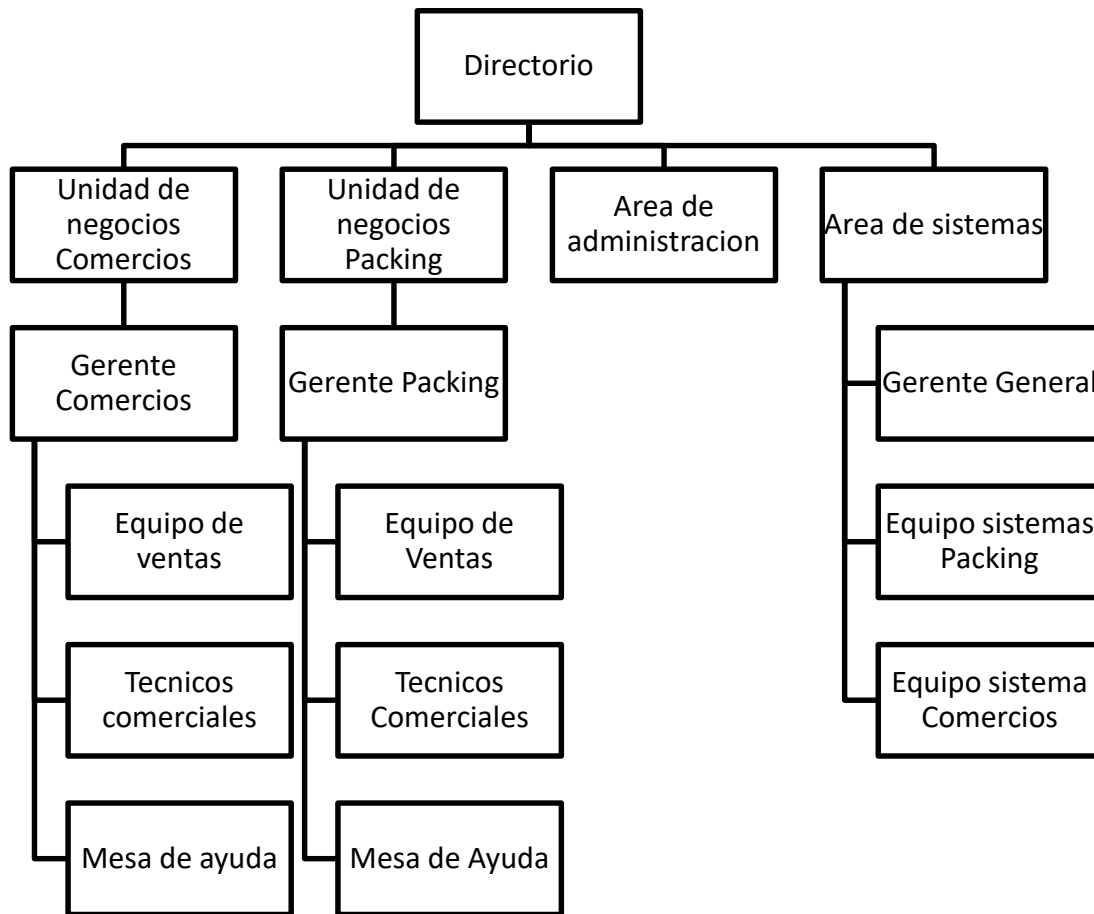 Directorio
Unidad de
negocios
Comercios
Unidad de
negocios
Packing
Area de
administracion
Area de sistemas
Gerente
Comercios
Gerente Packing
Gerente General
Equipo de
ventas
Equipo de
Ventas
Equipo sistemas
Packing
Tecnicos
comerciales
Tecnicos
Comerciales
Equipo sistema
Comercios
Mesa de ayuda
Mesa de Ayuda